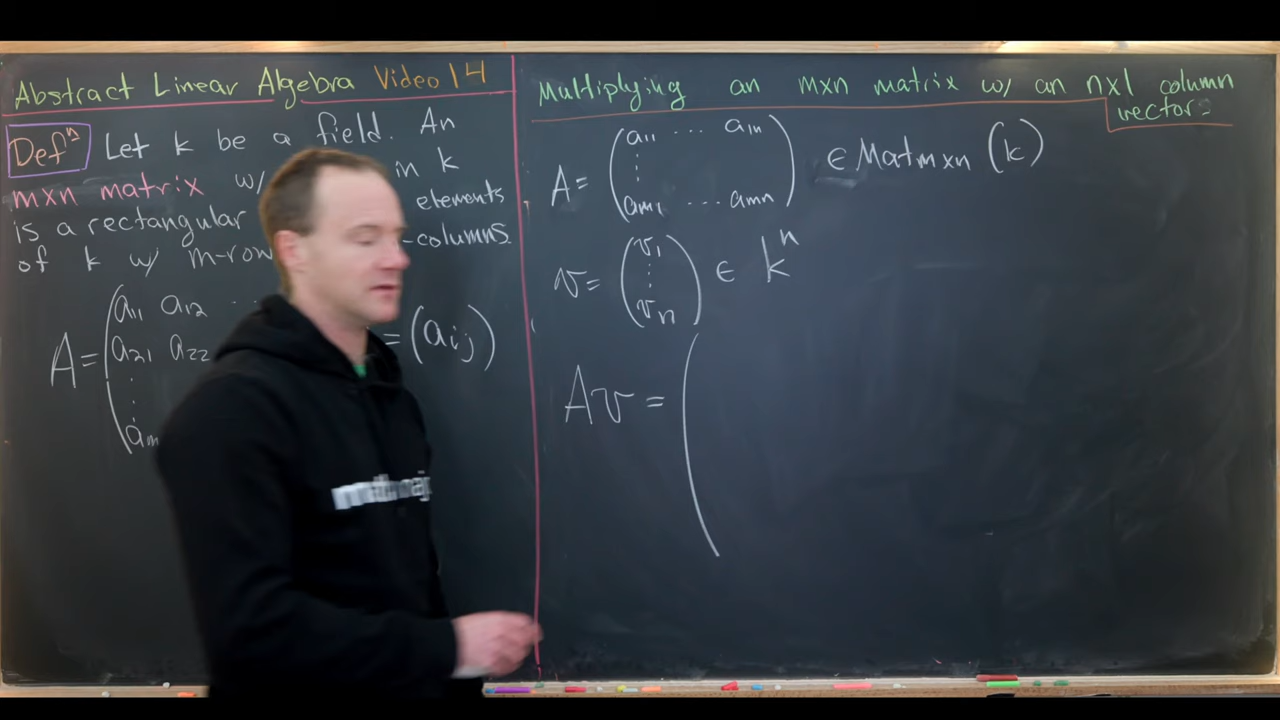 Abstract Linear Algebra Video 14
Defⁿ Let k be a field. An
mxn matrix w/ in k
is a rectangular elements
of k w/ m-row -columns.
a₁₁ a₁₂ ...
A = ( a₂₁ a₂₂ = (aᵢⱼ)
⋮
aₘ
Multiplying an mxn matrix w/ an nx1 column
vector:
A = ( a₁₁ ... a₁ₙ ⋮ aₘ₁ ... aₘₙ ) ∈ Matₘₓₙ (k)
v = ( v₁ ⋮ vₙ ) ∈ kⁿ
Av = (